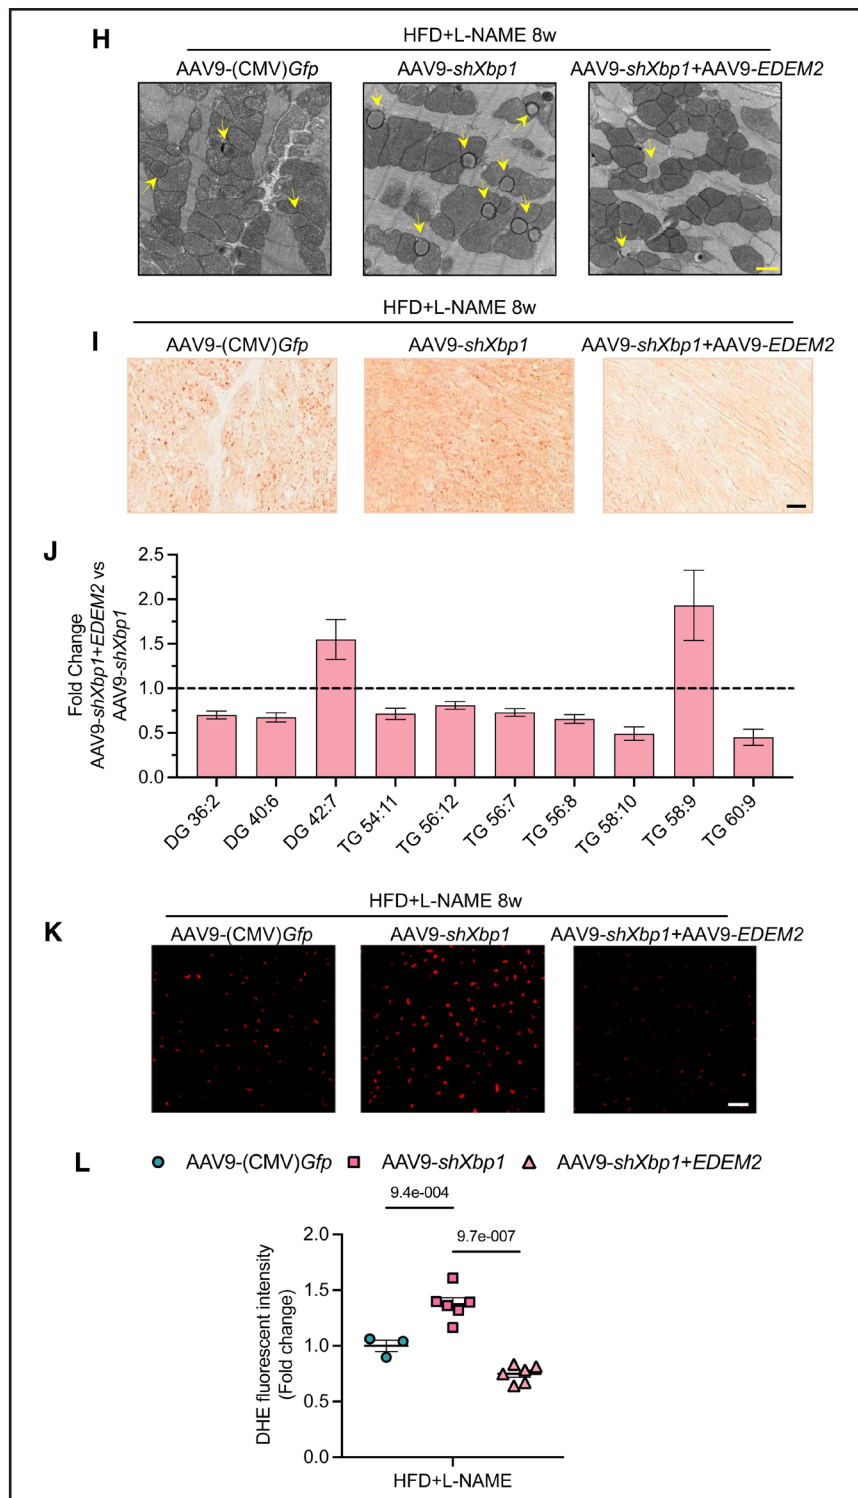 H
HFD+L-NAME 8w
AAV9-(CMV)Gfp AAV9-shXbp1 AAV9-shXbp1+AAV9-EDEM2
HFD+L-NAME 8w
I
AAV9-(CMV)Gfp AAV9-shXbp1 AAV9-shXbp1+AAV9-EDEM2
J
Fold Change
AAV9-shXbp1+EDEM2 vs
AAV9-shXbp1
2.5
2.0
1.5
1.0
0.5
0.0
DG 36:2 DG 40:6 DG 42:7 TG 54:11 TG 56:12 TG 56:7 TG 56:8 TG 58:10 TG 58:9 TG 60:9
HFD+L-NAME 8w
K
AAV9-(CMV)Gfp AAV9-shXbp1 AAV9-shXbp1+AAV9-EDEM2
L
AAV9-(CMV)Gfp AAV9-shXbp1 AAV9-shXbp1+EDEM2
9.4e-004
9.7e-007
DHE fluorescent intensity
(Fold change)
2.0
1.5
1.0
0.5
0.0
HFD+L-NAME